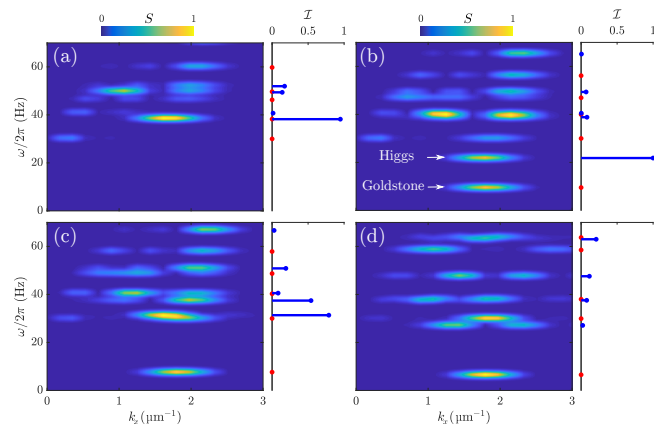 0 S 1
I
0 0.5 1
0 S 1
I
0 0.5 1
(a)
(b)
60
40
20
0
ω/2π (Hz)
Higgs
Goldstone
(c)
(d)
60
40
20
0
ω/2π (Hz)
0 1 2 3
kₓ(μm⁻¹)
0 1 2 3
kₓ(μm⁻¹)